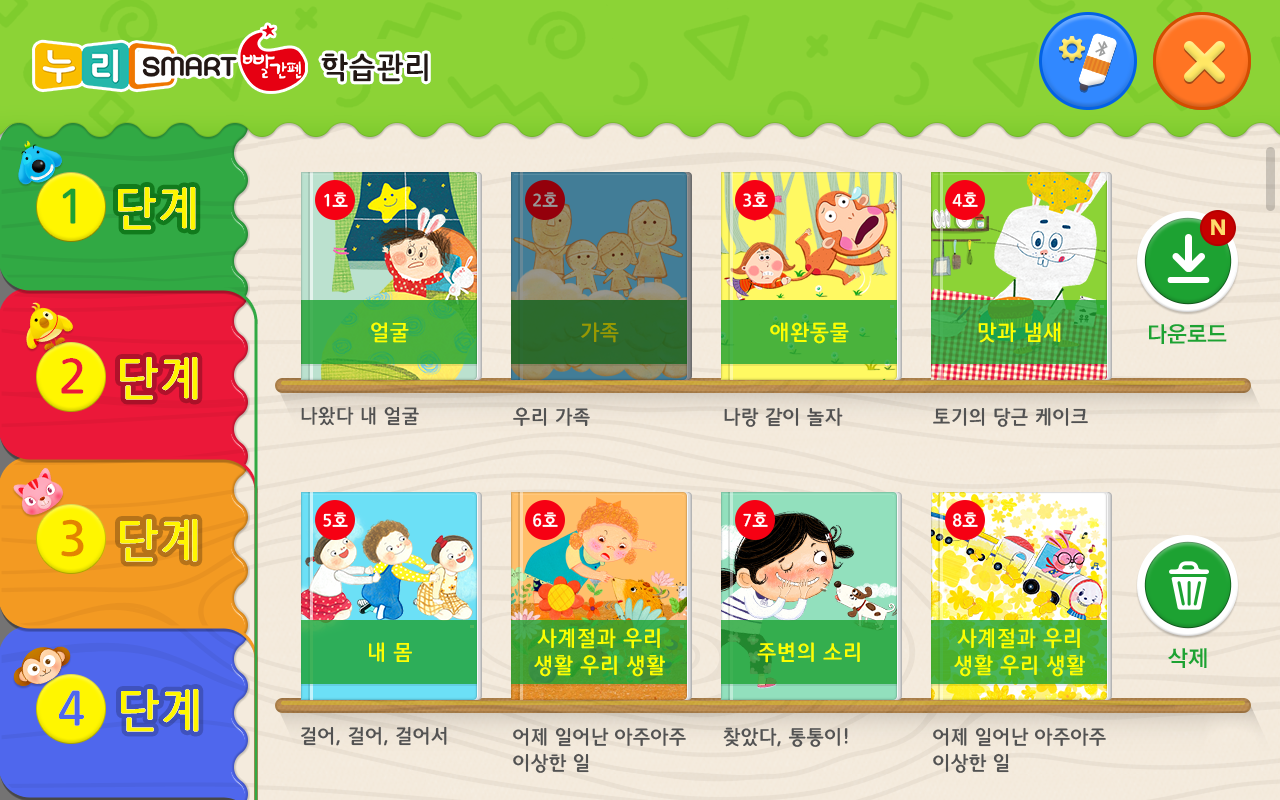 누리 SMART 빨간펜 학습관리
1 단계
2 단계
3 단계
4 단계
1호
얼굴
나왔다 내 얼굴
2호
가족
우리 가족
3호
애완동물
나랑 같이 놀자
4호
맛과 냄새
토기의 당근 케이크
N
다운로드
5호
내 몸
걸어, 걸어, 걸어서
6호
사계절과 우리
생활 우리 생활
어제 일어난 아주아주
이상한 일
7호
주변의 소리
찾았다, 통통이!
8호
사계절과 우리
생활 우리 생활
어제 일어난 아주아주
이상한 일
삭제